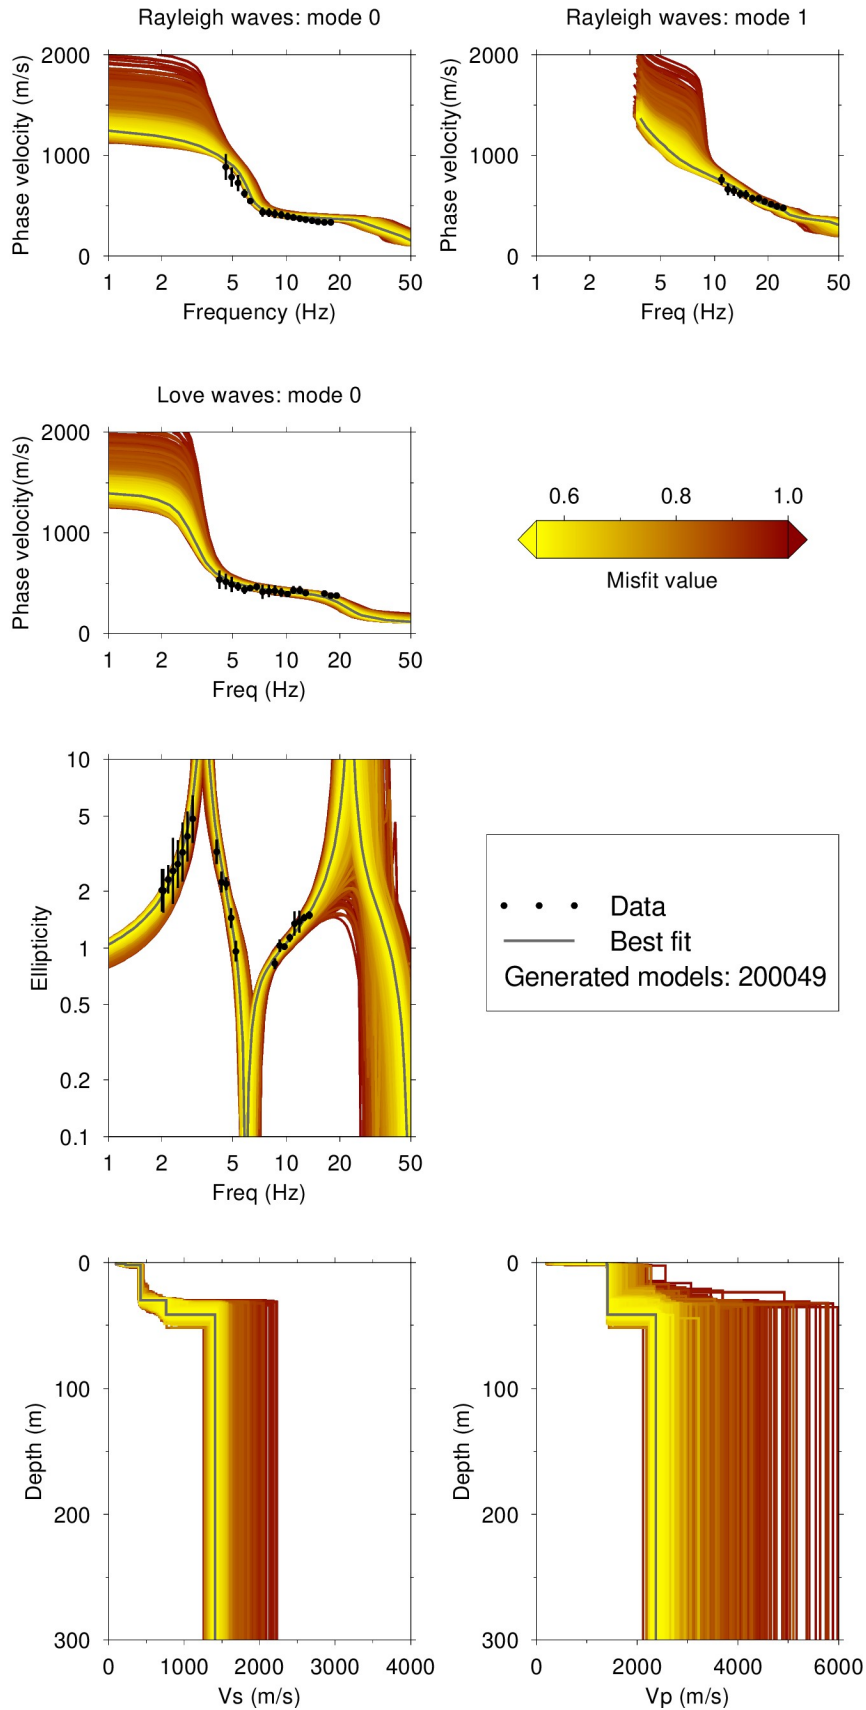 Rayleigh waves: mode 0
Phase velocity (m/s)
2000
1000
0
1 2 5 10 20 50
Frequency (Hz)
Rayleigh waves: mode 1
Phase velocity(m/s)
2000
1000
0
1 2 5 10 20 50
Freq (Hz)
Love waves: mode 0
Phase velocity(m/s)
2000
1000
0
1 2 5 10 20 50
Freq (Hz)
0.6 0.8 1.0
Misfit value
Ellipticity
10
5
2
1
0.5
0.2
0.1
1 2 5 10 20 50
Freq (Hz)
Data
Best fit
Generated models: 200049
Depth (m)
0
100
200
300
0 1000 2000 3000 4000
Vs (m/s)
Depth (m)
0
100
200
300
0 2000 4000 6000
Vp (m/s)